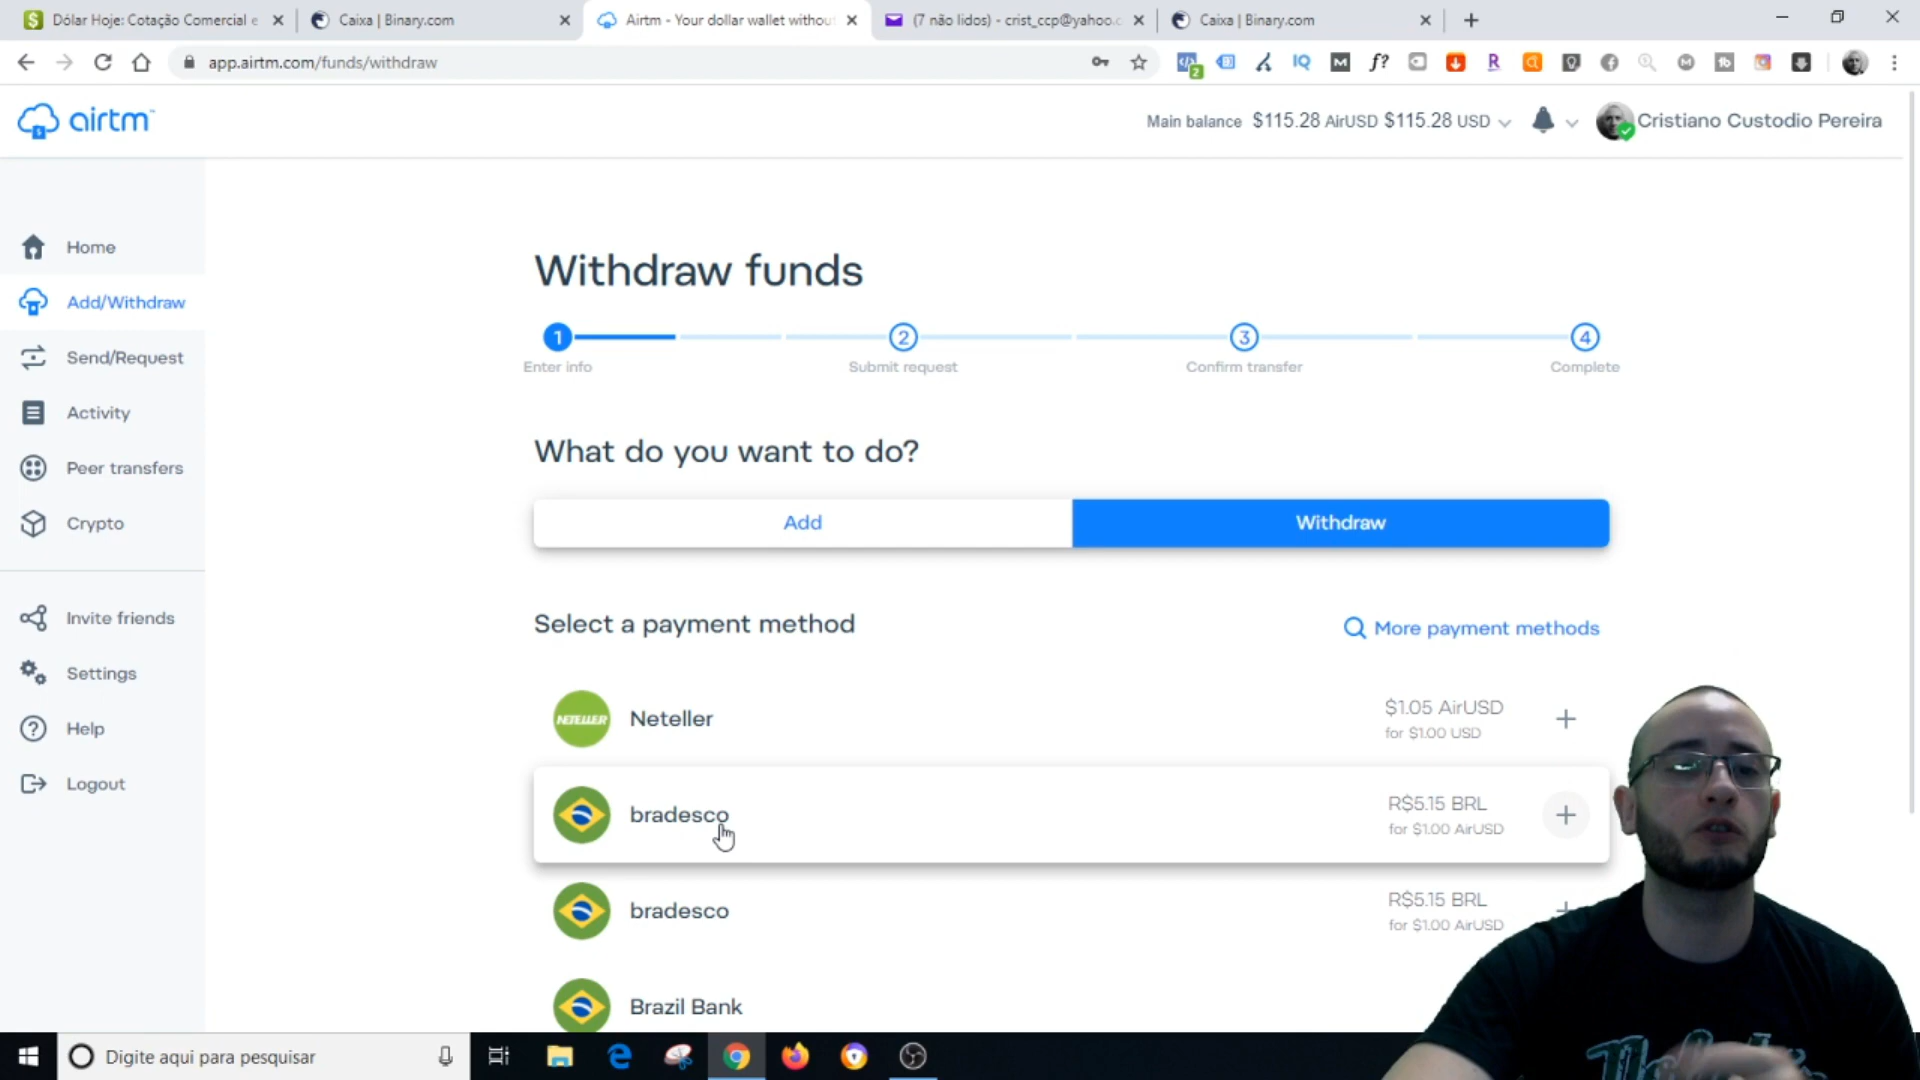 Dólar Hoje: Cotação Comercial e
Caixa | Binary.com
Airtm - Your dollar wallet withou
(7 não lidos) - crist_ccp@yahoo.c
Caixa | Binary.com
app.airtm.com/funds/withdraw
airtm
Main balance $115.28 AirUSD $115.28 USD
Cristiano Custodio Pereira
Home
Add/Withdraw
Send/Request
Activity
Peer transfers
Crypto
Invite friends
Settings
Help
Logout
Withdraw funds
1
2
3
4
Enter info
Submit request
Confirm transfer
Complete
What do you want to do?
Add
Withdraw
Select a payment method
More payment methods
NETELLER
Neteller
$1.05 AirUSD
for $1.00 USD
bradesco
R$5.15 BRL
for $1.00 AirUSD
bradesco
R$5.15 BRL
for $1.00 AirUSD
Brazil Bank
Digite aqui para pesquisar